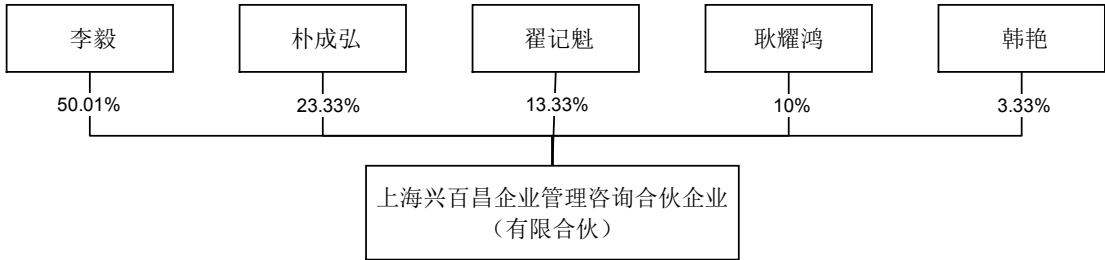 李毅
朴成弘
翟记魁
耿耀鸿
韩艳
50.01%
23.33%
13.33%
10%
3.33%
上海兴百昌企业管理咨询合伙企业
（有限合伙）